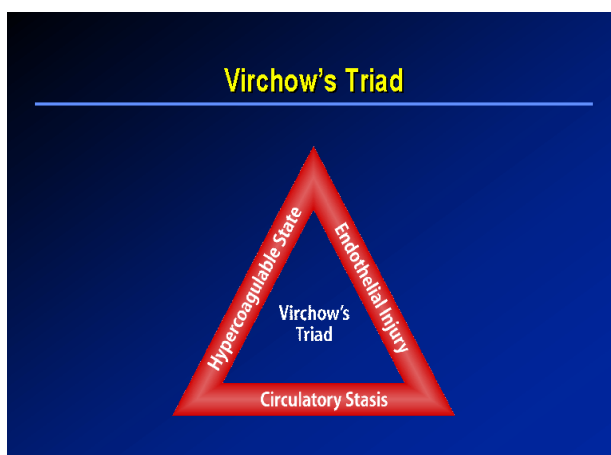 Virchow's Triad
Hypercoagulable State
Endothelial Injury
Virchow's
Triad
Circulatory Stasis